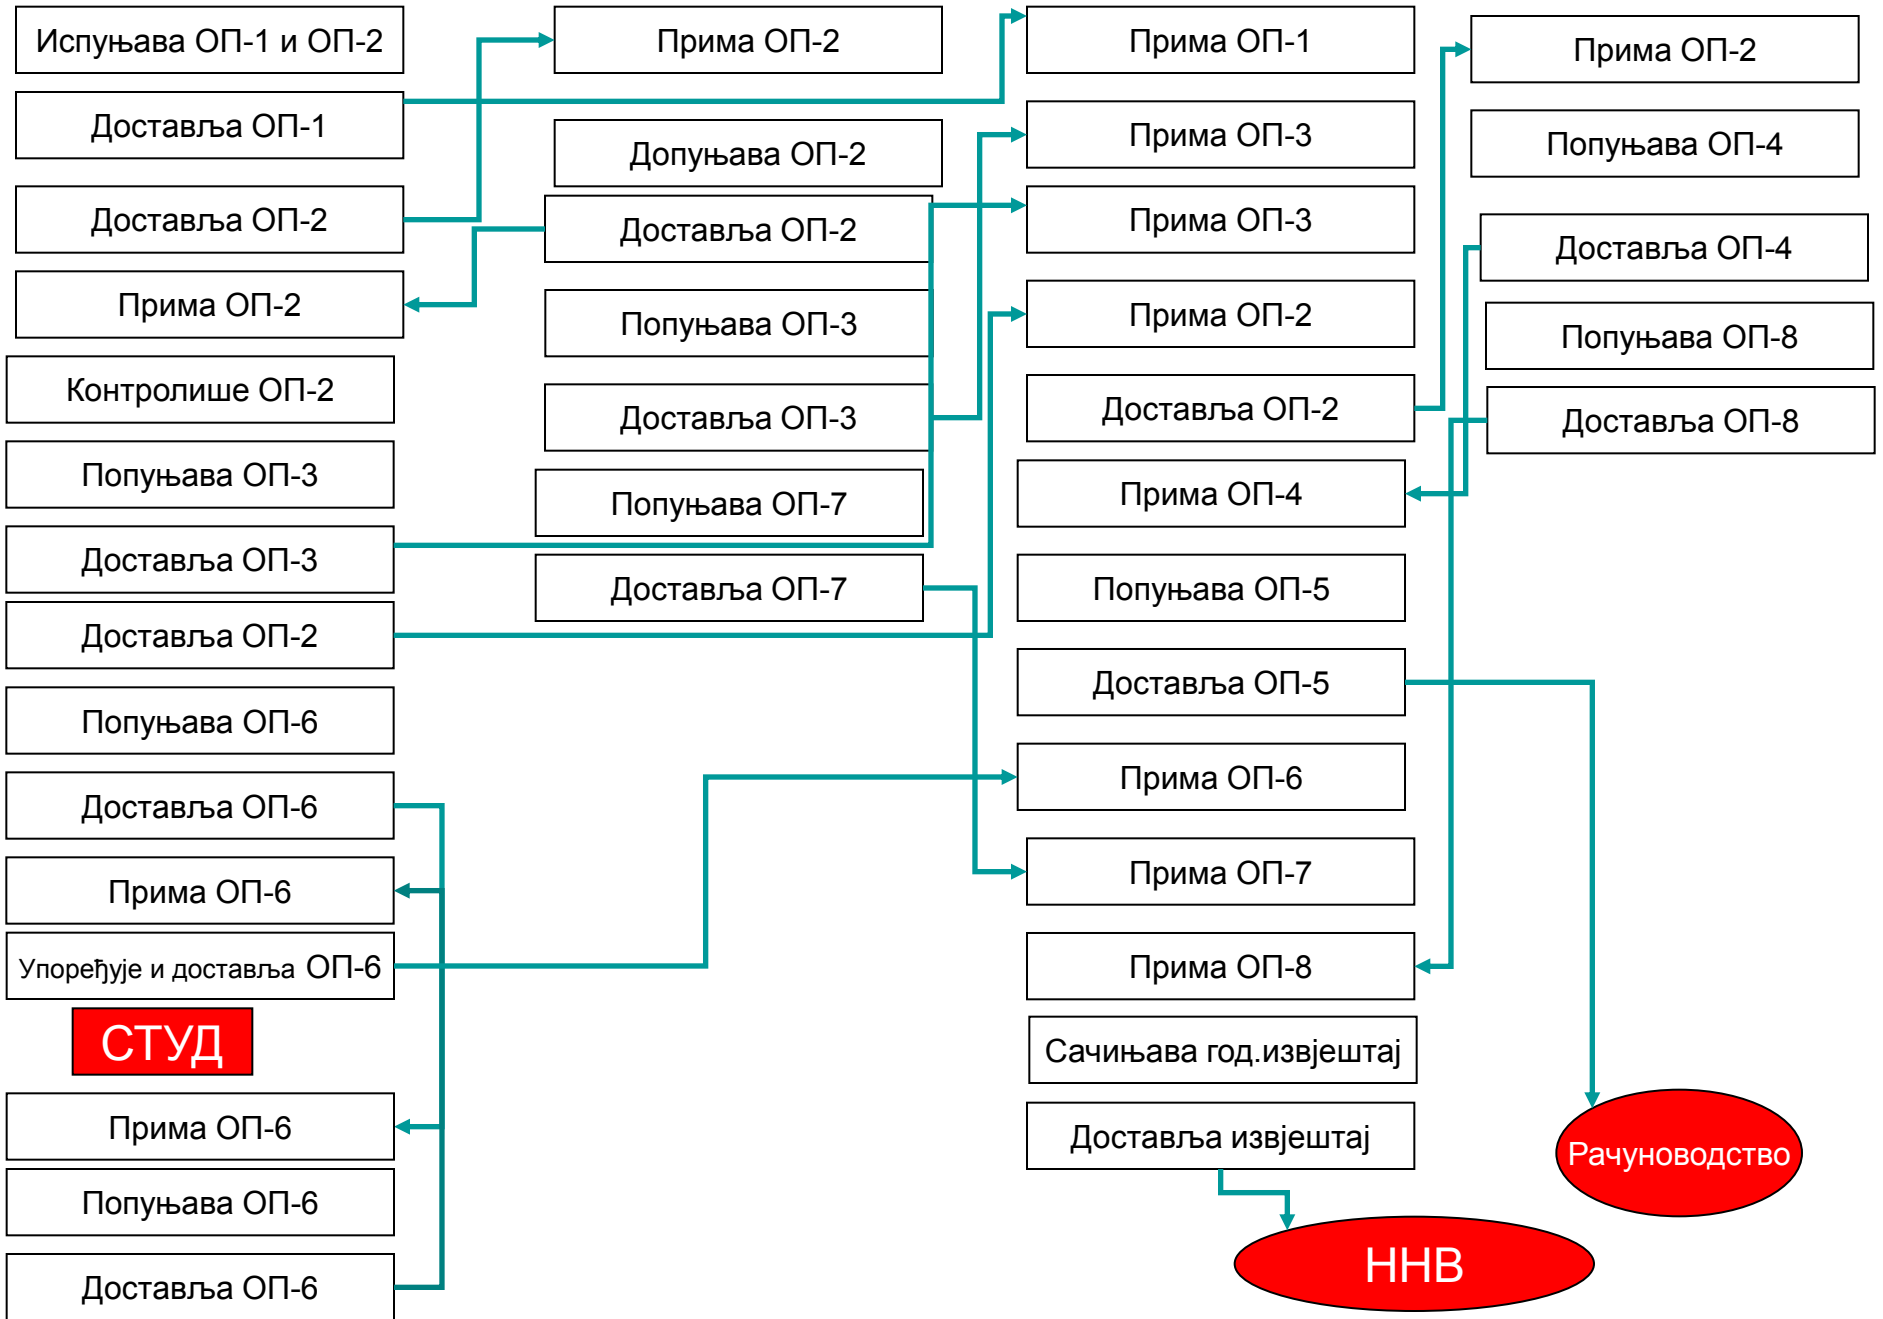 Испуњава ОП-1 и ОП-2
Доставља ОП-1
Доставља ОП-2
Прима ОП-2
Контролише ОП-2
Попуњава ОП-3
Доставља ОП-3
Доставља ОП-2
Попуњава ОП-6
Доставља ОП-6
Прима ОП-6
Упоређује и доставља ОП-6
СТУД
Прима ОП-6
Попуњава ОП-6
Доставља ОП-6
Прима ОП-2
Допуњава ОП-2
Доставља ОП-2
Попуњава ОП-3
Доставља ОП-3
Попуњава ОП-7
Доставља ОП-7
Прима ОП-1
Прима ОП-3
Прима ОП-3
Прима ОП-2
Доставља ОП-2
Прима ОП-4
Попуњава ОП-5
Доставља ОП-5
Прима ОП-6
Прима ОП-7
Прима ОП-8
Сачињава год.извјештај
Доставља извјештај
ННВ
Прима ОП-2
Попуњава ОП-4
Доставља ОП-4
Попуњава ОП-8
Доставља ОП-8
Рачуноводство